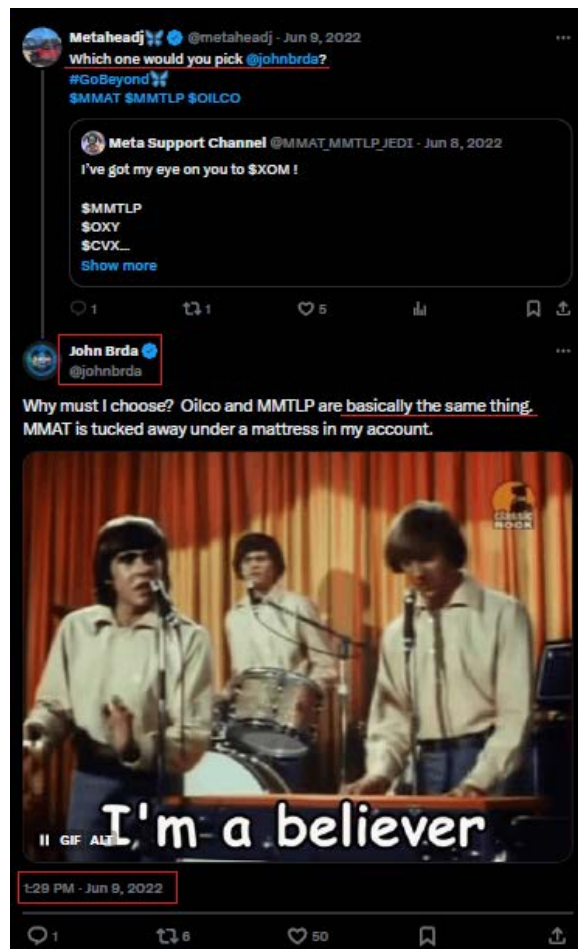 Metaheadj @metaheadj · Jun 9, 2022
Which one would you pick @johnbrda?
#GoBeyond
$MMAT $MMTLP $OILCO
Meta Support Channel @MMAT_MMTLP_JEDI · Jun 8, 2022
I've got my eye on you to $XOM !
$MMTLP
$OXY
$CVX...
Show more
1 1 5
John Brda
@johnbrda
Why must I choose? Oilco and MMTLP are basically the same thing.
MMAT is tucked away under a mattress in my account.
classic
ROCK
I'm a believer
GIF ALT
1:29 PM · Jun 9, 2022
1 6 50